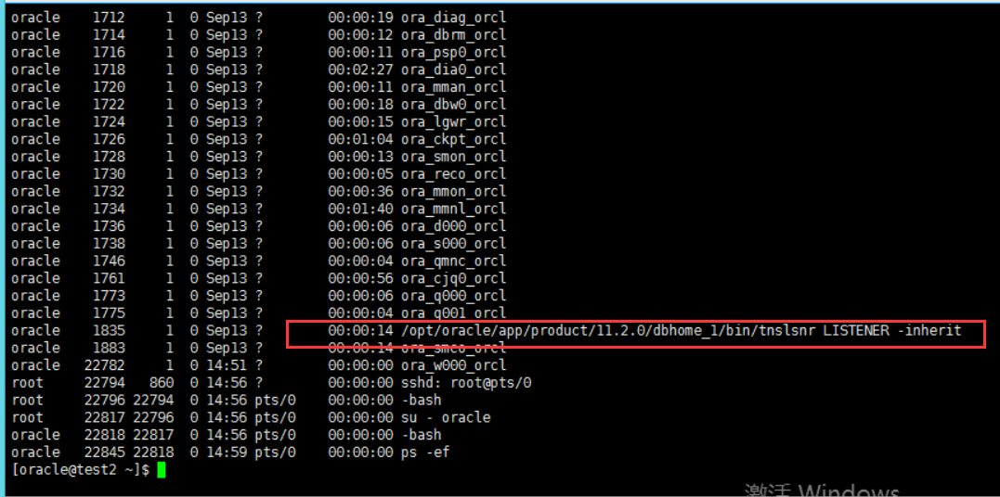 oracle 1712 1 0 Sep13 ? 00:00:19 ora_diag_orcl
oracle 1714 1 0 Sep13 ? 00:00:12 ora_dbrm_orcl
oracle 1716 1 0 Sep13 ? 00:00:11 ora_psp0_orcl
oracle 1718 1 0 Sep13 ? 00:02:27 ora_dia0_orcl
oracle 1720 1 0 Sep13 ? 00:00:11 ora_mman_orcl
oracle 1722 1 0 Sep13 ? 00:00:18 ora_dbw0_orcl
oracle 1724 1 0 Sep13 ? 00:00:15 ora_lgwr_orcl
oracle 1726 1 0 Sep13 ? 00:01:04 ora_ckpt_orcl
oracle 1728 1 0 Sep13 ? 00:00:13 ora_smon_orcl
oracle 1730 1 0 Sep13 ? 00:00:05 ora_reco_orcl
oracle 1732 1 0 Sep13 ? 00:00:36 ora_mmon_orcl
oracle 1734 1 0 Sep13 ? 00:01:40 ora_mmnl_orcl
oracle 1736 1 0 Sep13 ? 00:00:06 ora_d000_orcl
oracle 1738 1 0 Sep13 ? 00:00:06 ora_s000_orcl
oracle 1746 1 0 Sep13 ? 00:00:04 ora_qmnc_orcl
oracle 1761 1 0 Sep13 ? 00:00:56 ora_cjq0_orcl
oracle 1773 1 0 Sep13 ? 00:00:06 ora_q000_orcl
oracle 1775 1 0 Sep13 ? 00:00:04 ora_q001_orcl
oracle 1835 1 0 Sep13 ? 00:00:14 /opt/oracle/app/product/11.2.0/dbhome_1/bin/tnslsnr LISTENER -inherit
oracle 1883 1 0 Sep13 ? 00:00:14 ora_smco_orcl
oracle 22782 1 0 14:51 ? 00:00:00 ora_w000_orcl
root 22794 860 0 14:56 ? 00:00:00 sshd: root@pts/0
root 22796 22794 0 14:56 pts/0 00:00:00 -bash
root 22817 22796 0 14:56 pts/0 00:00:00 su - oracle
oracle 22818 22817 0 14:56 pts/0 00:00:00 -bash
oracle 22845 22818 0 14:59 pts/0 00:00:00 ps -ef
[oracle@test2 ~]$
激活 Windows